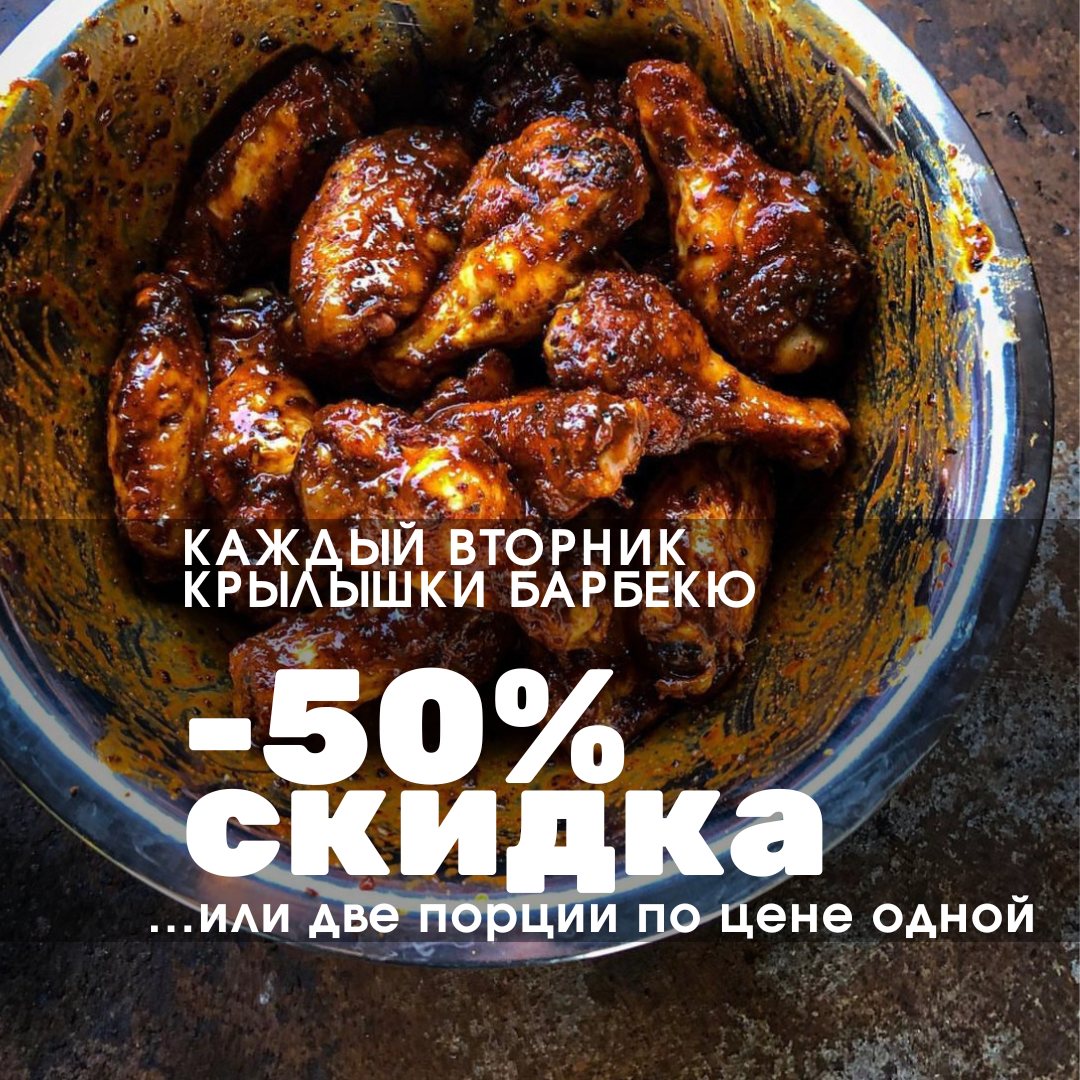 КАЖДЫЙ ВТОРНИК
КРЫЛЫШКИ БАРБЕКЮ
-50%
скидка
...или две порции по цене одной